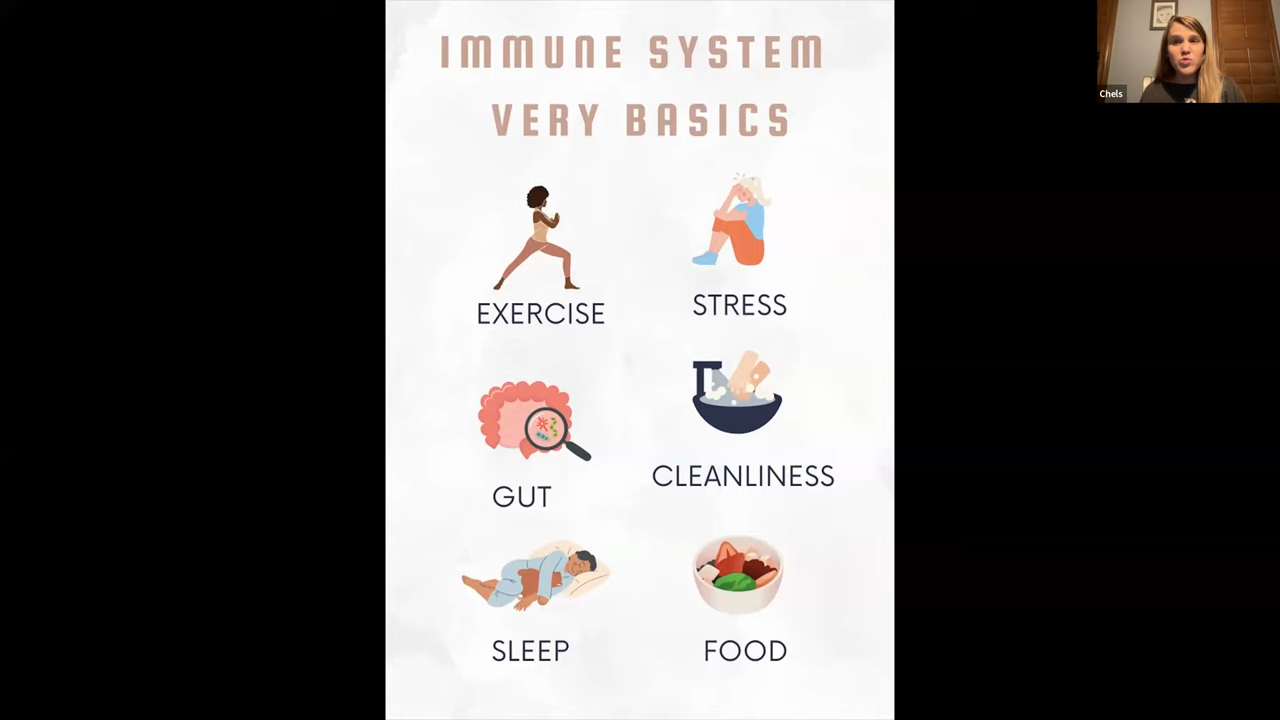 IMMUNE SYSTEM
VERY BASICS
Chels
EXERCISE
STRESS
GUT
CLEANLINESS
SLEEP
FOOD